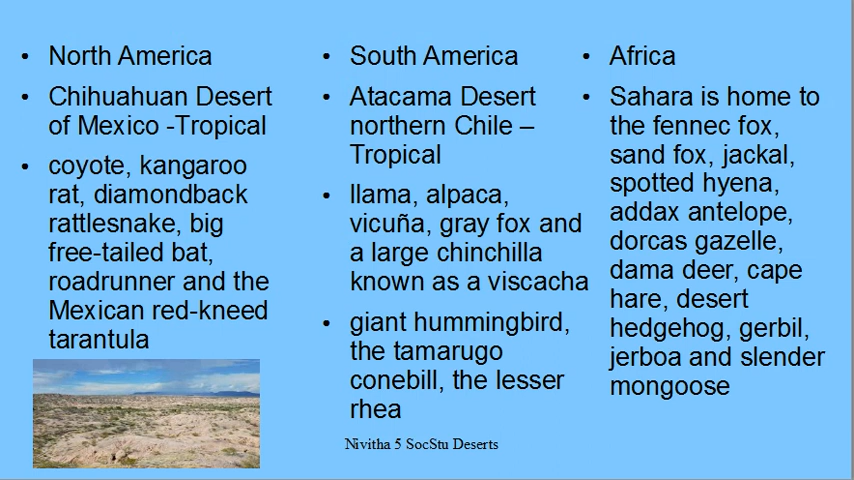 • North America
• Chihuahuan Desert
of Mexico -Tropical
• coyote, kangaroo
rat, diamondback
rattlesnake, big
free-tailed bat,
roadrunner and the
Mexican red-kneed
tarantula
• South America
• Atacama Desert
northern Chile –
Tropical
• llama, alpaca,
vicuña, gray fox and
a large chinchilla
known as a viscacha
• giant hummingbird,
the tamarugo
conebill, the lesser
rhea
• Africa
• Sahara is home to
the fennec fox,
sand fox, jackal,
spotted hyena,
addax antelope,
dorcas gazelle,
dama deer, cape
hare, desert
hedgehog, gerbil,
jerboa and slender
mongoose
Nivitha 5 SocStu Deserts